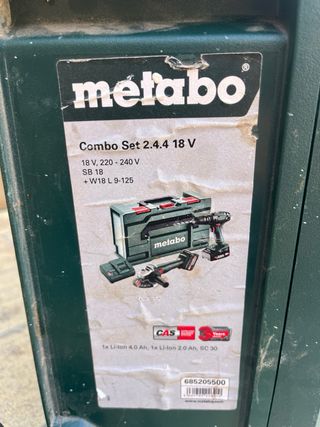 metabo®
Combo Set 2.4.4 18 V
18 V, 220 - 240 V
SB 18
+ W18 L 9-125
metabo
CAS
1x Li-Ion 4.0 Ah, 1x Li-Ion 2.0 Ah, SC 30
685205500